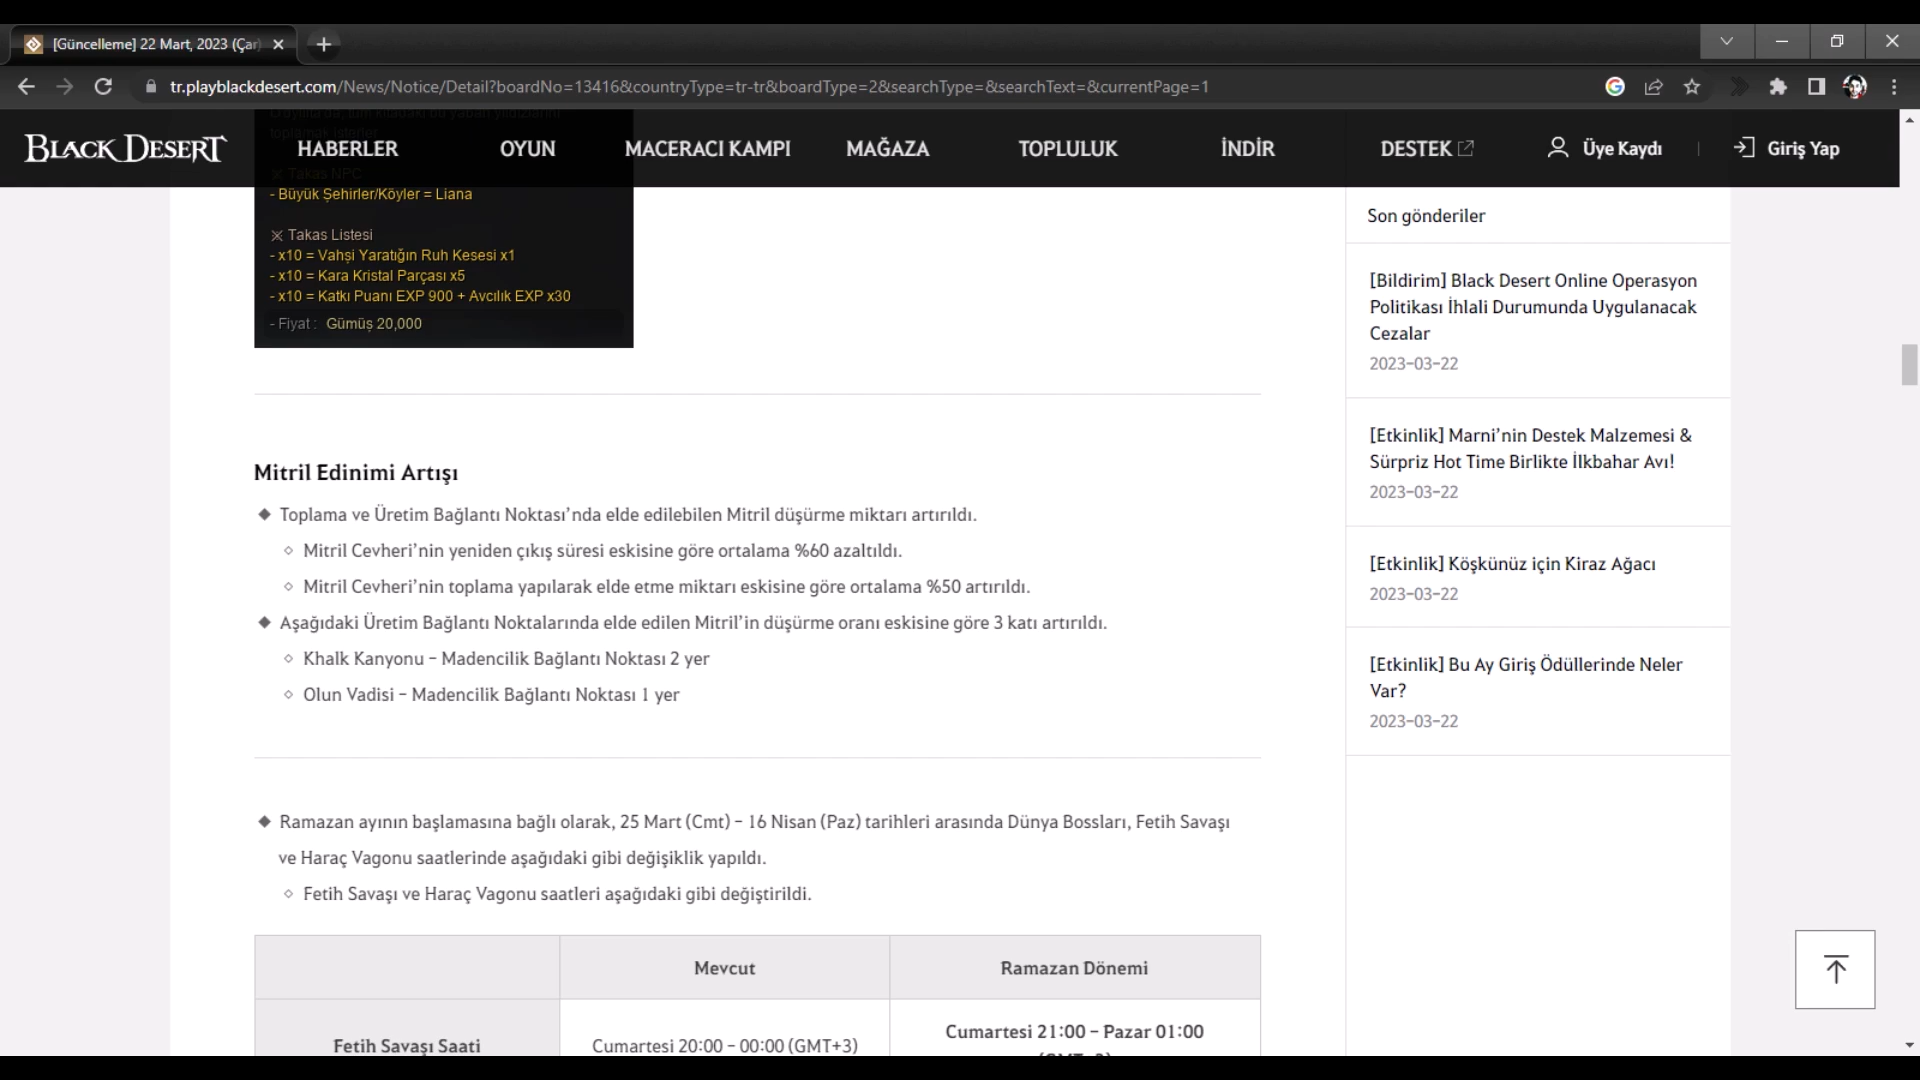 [Güncelleme] 22 Mart, 2023 (Çar
tr.playblackdesert.com/News/Notice/Detail?boardNo=13416&countryType=tr-tr&boardType=2&searchType=&searchText=&currentPage=1
BLACK DESERT
HABERLER
OYUN
MACERACI KAMPI
MAĞAZA
TOPLULUK
İNDİR
DESTEK
Üye Kaydı
Giriş Yap
toplamak isterler.
※ Takas NPC
- Büyük Şehirler/Köyler = Liana
※ Takas Listesi
- x10 = Vahşi Yaratığın Ruh Kesesi x1
- x10 = Kara Kristal Parçası x5
- x10 = Katkı Puanı EXP 900 + Avcılık EXP x30
- Fiyat : Gümüş 20,000
Mitril Edinimi Artışı
◆ Toplama ve Üretim Bağlantı Noktası’nda elde edilebilen Mitril düşürme miktarı artırıldı.
◇ Mitril Cevheri’nin yeniden çıkış süresi eskisine göre ortalama %60 azaltıldı.
◇ Mitril Cevheri’nin toplama yapılarak elde etme miktarı eskisine göre ortalama %50 artırıldı.
◆ Aşağıdaki Üretim Bağlantı Noktalarında elde edilen Mitril’in düşürme oranı eskisine göre 3 katı artırıldı.
◇ Khalk Kanyonu – Madencilik Bağlantı Noktası 2 yer
◇ Olun Vadisi – Madencilik Bağlantı Noktası 1 yer
◆ Ramazan ayının başlamasına bağlı olarak, 25 Mart (Cmt) – 16 Nisan (Paz) tarihleri arasında Dünya Bossları, Fetih Savaşı
ve Haraç Vagonu saatlerinde aşağıdaki gibi değişiklik yapıldı.
◇ Fetih Savaşı ve Haraç Vagonu saatleri aşağıdaki gibi değiştirildi.
Mevcut
Ramazan Dönemi
Fetih Savaşı Saati
Cumartesi 20:00 – 00:00 (GMT+3)
Cumartesi 21:00 – Pazar 01:00
Son gönderiler
[Bildirim] Black Desert Online Operasyon
Politikası İhlali Durumunda Uygulanacak
Cezalar
2023-03-22
[Etkinlik] Marni’nin Destek Malzemesi &
Sürpriz Hot Time Birlikte İlkbahar Avı!
2023-03-22
[Etkinlik] Köşkünüz için Kiraz Ağacı
2023-03-22
[Etkinlik] Bu Ay Giriş Ödüllerinde Neler
Var?
2023-03-22